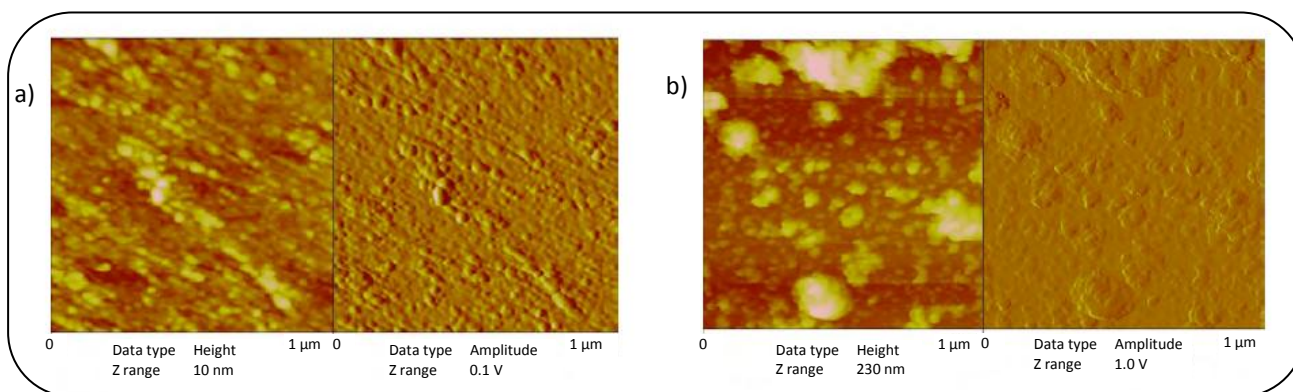 a)
0 1 µm 0 1 µm
Data type Height Data type Amplitude
Z range 10 nm Z range 0.1 V
b)
0 1 µm 0 1 µm
Data type Height Data type Amplitude
Z range 230 nm Z range 1.0 V